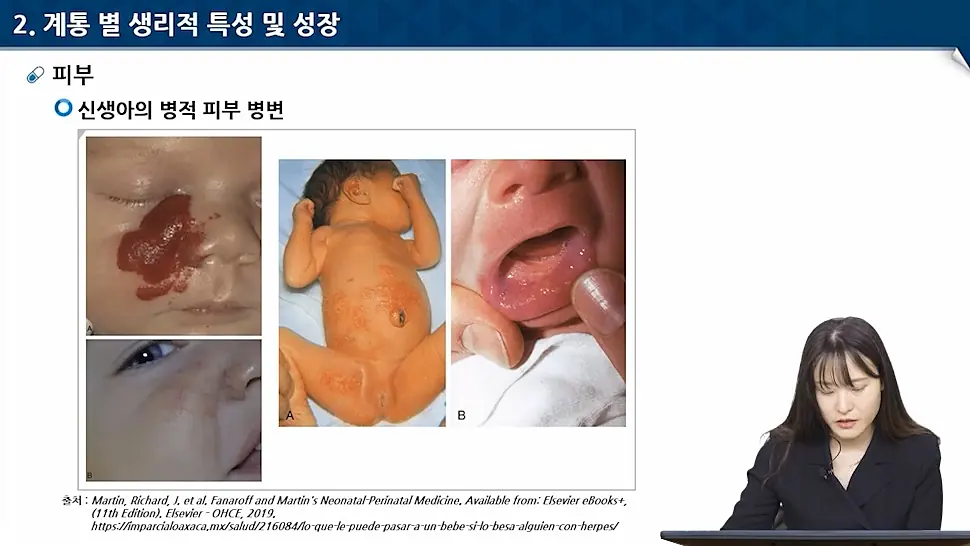 2. 계통 별 생리적 특성 및 성장
피부
신생아의 병적 피부 병변
A
B
A
B
출처 : Martin, Richard, J, et al. Fanaroff and Martin's Neonatal-Perinatal Medicine. Available from: Elsevier eBooks+,
(11th Edition). Elsevier - OHCE, 2019.
https://imparcialoaxaca.mx/salud/216084/lo-que-le-puede-pasar-a-un-bebe-si-lo-besa-alguien-con-herpes/